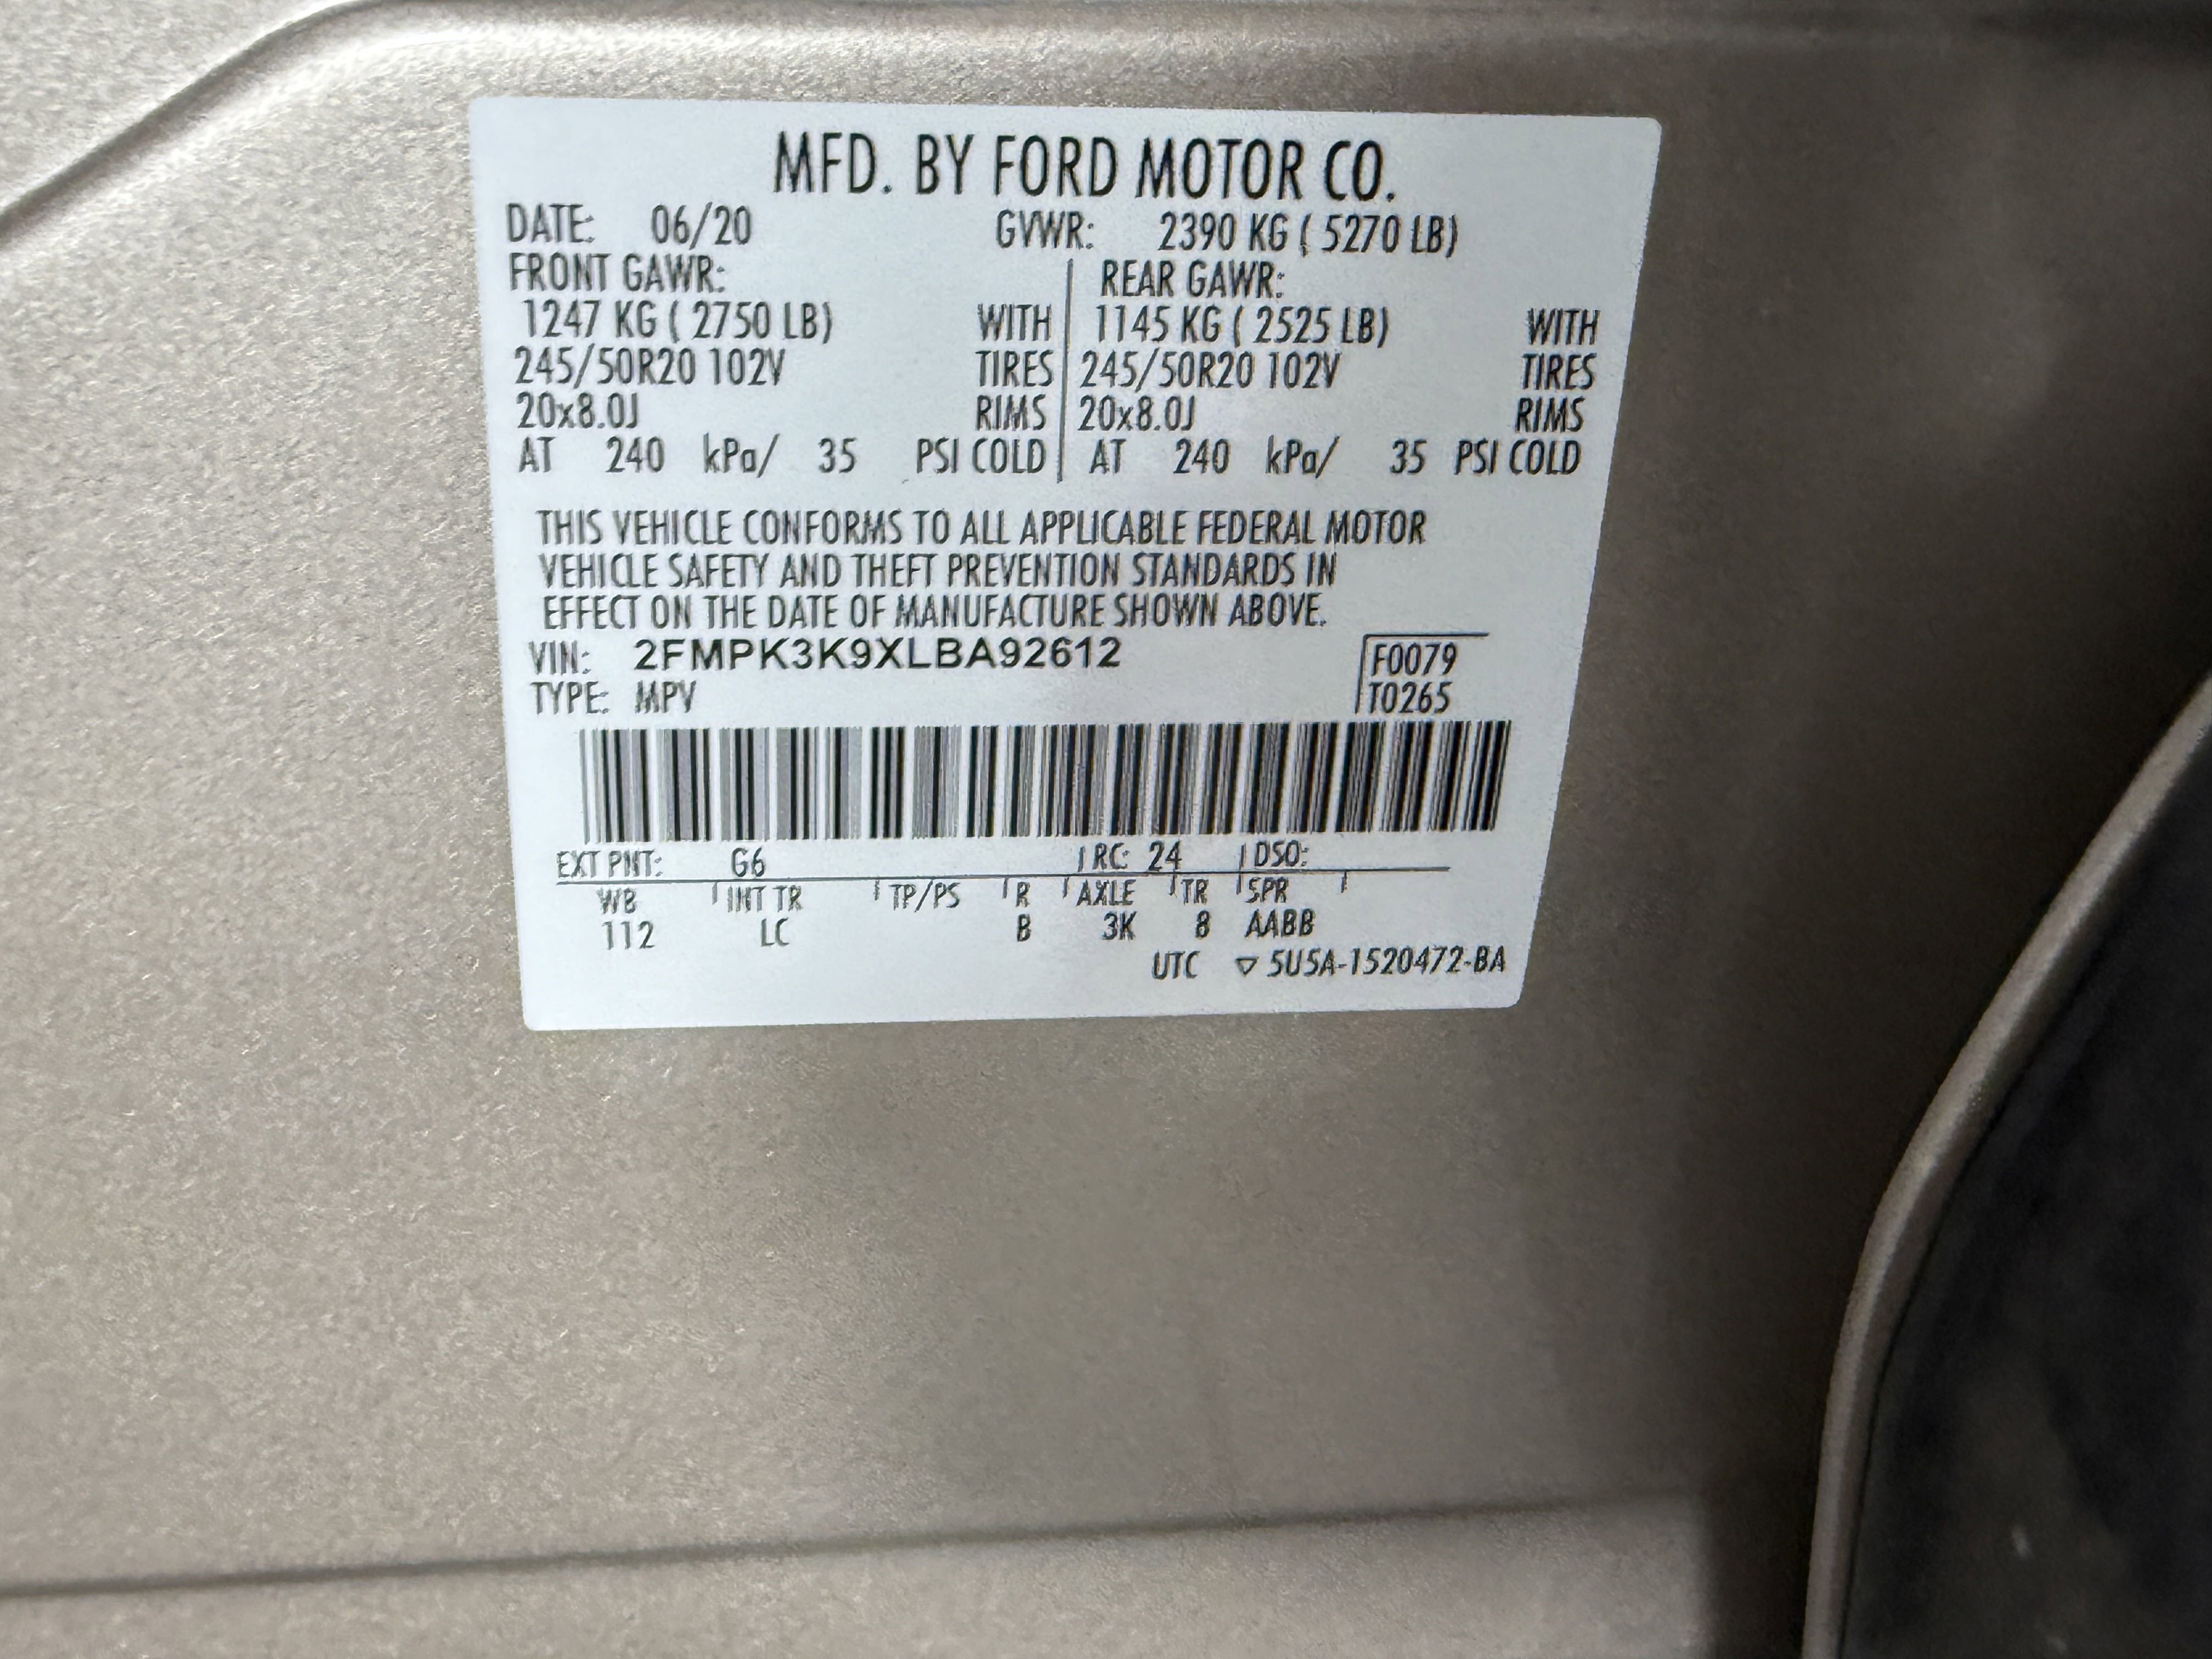 MFD. BY FORD MOTOR CO.
DATE: 06/20 GVWR: 2390 KG ( 5270 LB)
FRONT GAWR: REAR GAWR:
1247 KG ( 2750 LB) WITH 1145 KG ( 2525 LB) WITH
245/50R20 102V TIRES 245/50R20 102V TIRES
20x8.0J RIMS 20x8.0J RIMS
AT 240 kPa/ 35 PSI COLD AT 240 kPa/ 35 PSI COLD
THIS VEHICLE CONFORMS TO ALL APPLICABLE FEDERAL MOTOR
VEHICLE SAFETY AND THEFT PREVENTION STANDARDS IN
EFFECT ON THE DATE OF MANUFACTURE SHOWN ABOVE.
VIN: 2FMPK3K9XLBA92612 F0079
TYPE: MPV T0265
EXT PNT: G6 RC: 24 DSO:
WB INT TR TP/PS R AXLE TR SPR
112 LC B 3K 8 AABB
UTC ▽ 5U5A-1520472-BA